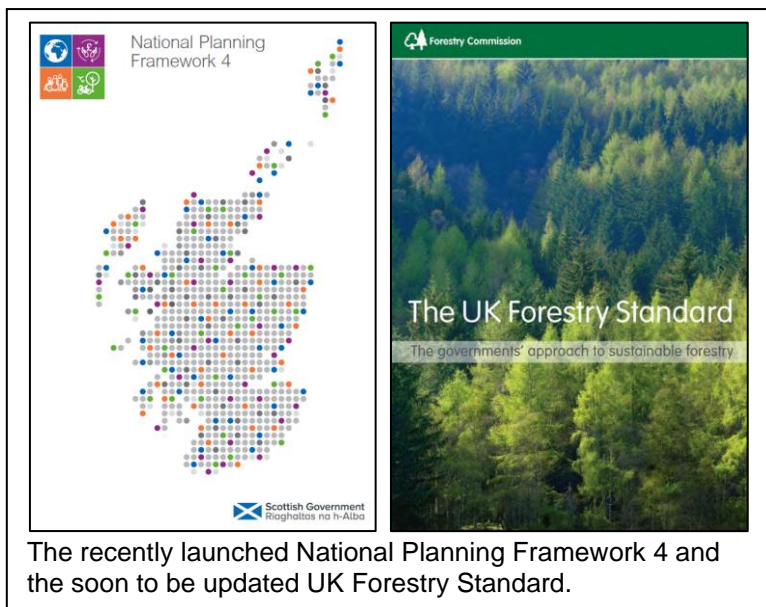 National Planning
Framework 4
Scottish Government
Riaghaltas na h-Alba
Forestry Commission
The UK Forestry Standard
The governments' approach to sustainable forestry
The recently launched National Planning Framework 4 and
the soon to be updated UK Forestry Standard.